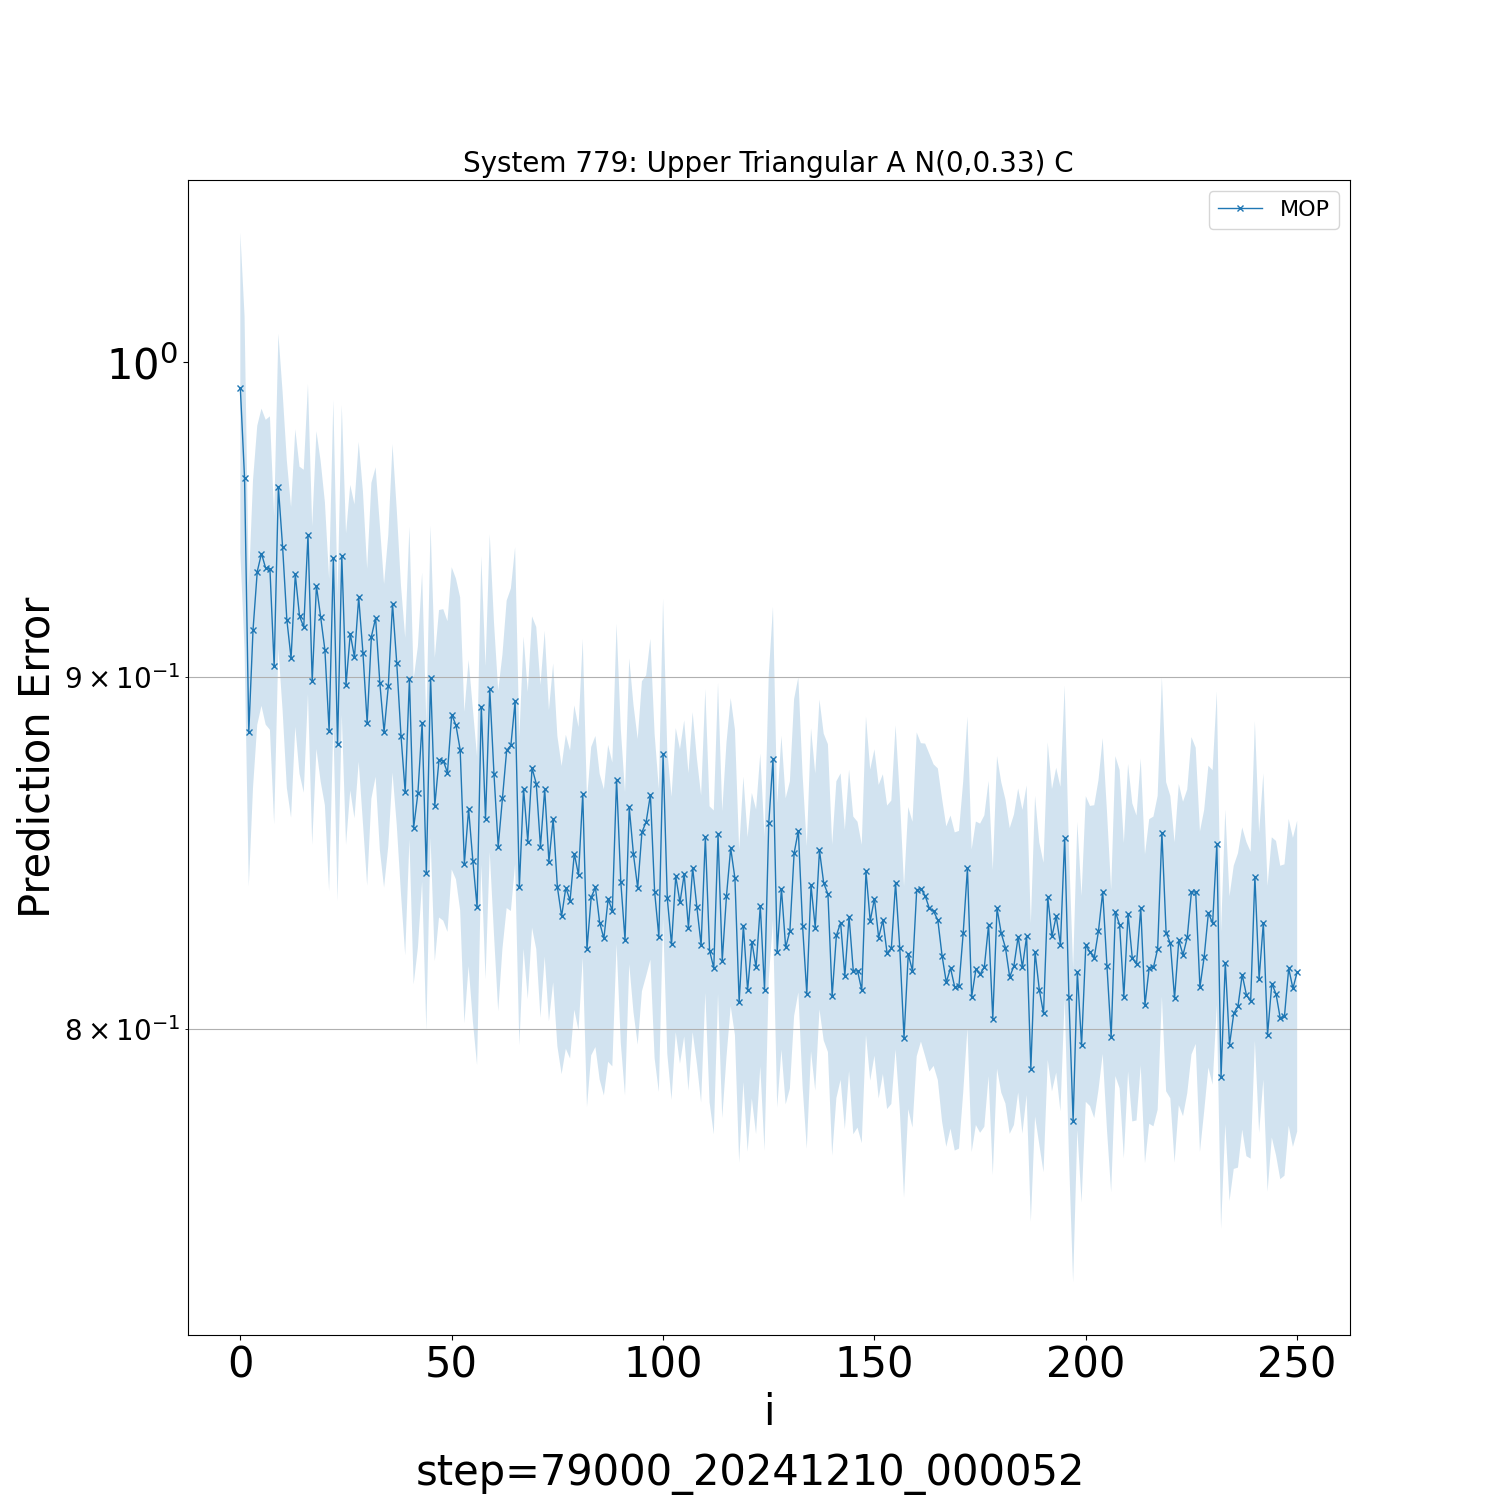 System 779: Upper Triangular A N(0,0.33) C
MOP
10⁰
9 × 10⁻¹
8 × 10⁻¹
Prediction Error
0 50 100 150 200 250
i
step=79000_20241210_000052